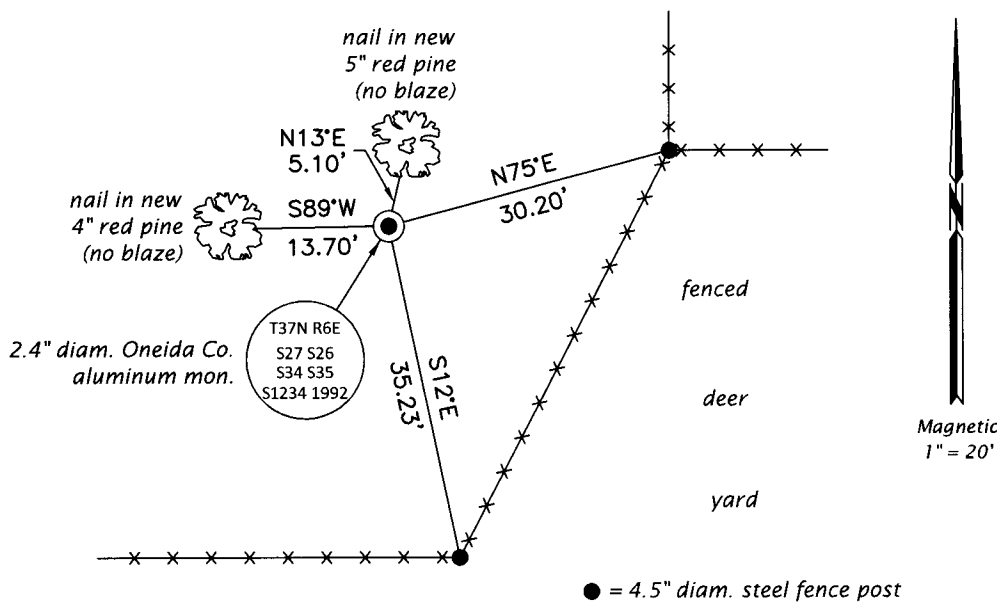 nail in new
5" red pine
(no blaze)
N13°E
5.10'
N75°E
30.20'
nail in new
4" red pine
(no blaze)
S89°W
13.70'
N
fenced
T37N R6E
S27 S26
S34 S35
S1234 1992
2.4" diam. Oneida Co.
aluminum mon.
S12°E
35.23'
deer
Magnetic
1" = 20'
yard
= 4.5" diam. steel fence post